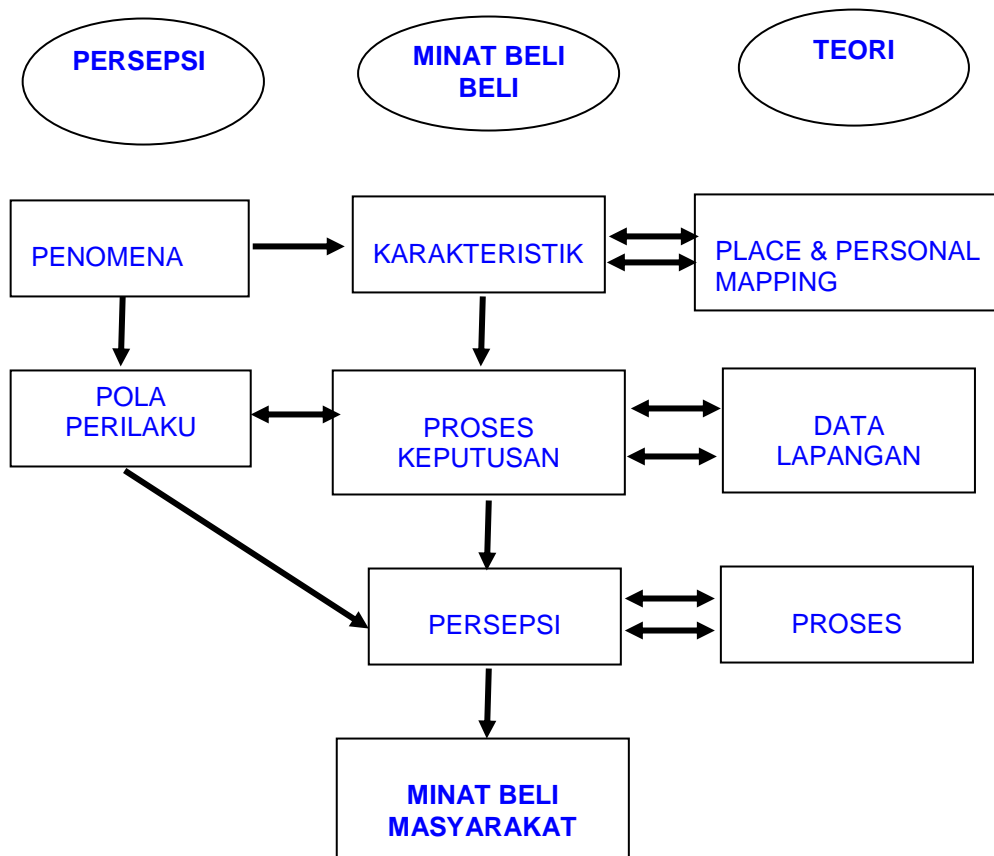 PERSEPSI
MINAT BELI
BELI
TEORI
PENOMENA
KARAKTERISTIK
PLACE & PERSONAL
MAPPING
POLA
PERILAKU
PROSES
KEPUTUSAN
DATA
LAPANGAN
PERSEPSI
PROSES
MINAT BELI
MASYARAKAT